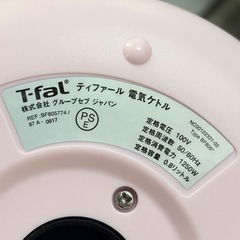 T-fal ティファール 電気ケトル
株式会社 グループセブ ジャパン
REF.:BF805774 /
87 A - 0917
PS
E
NC00122331-02
Type BF805*
定格電圧 100V
定格周波数 50/60Hz
定格消費電力 1250W
定格容量 0.8リットル